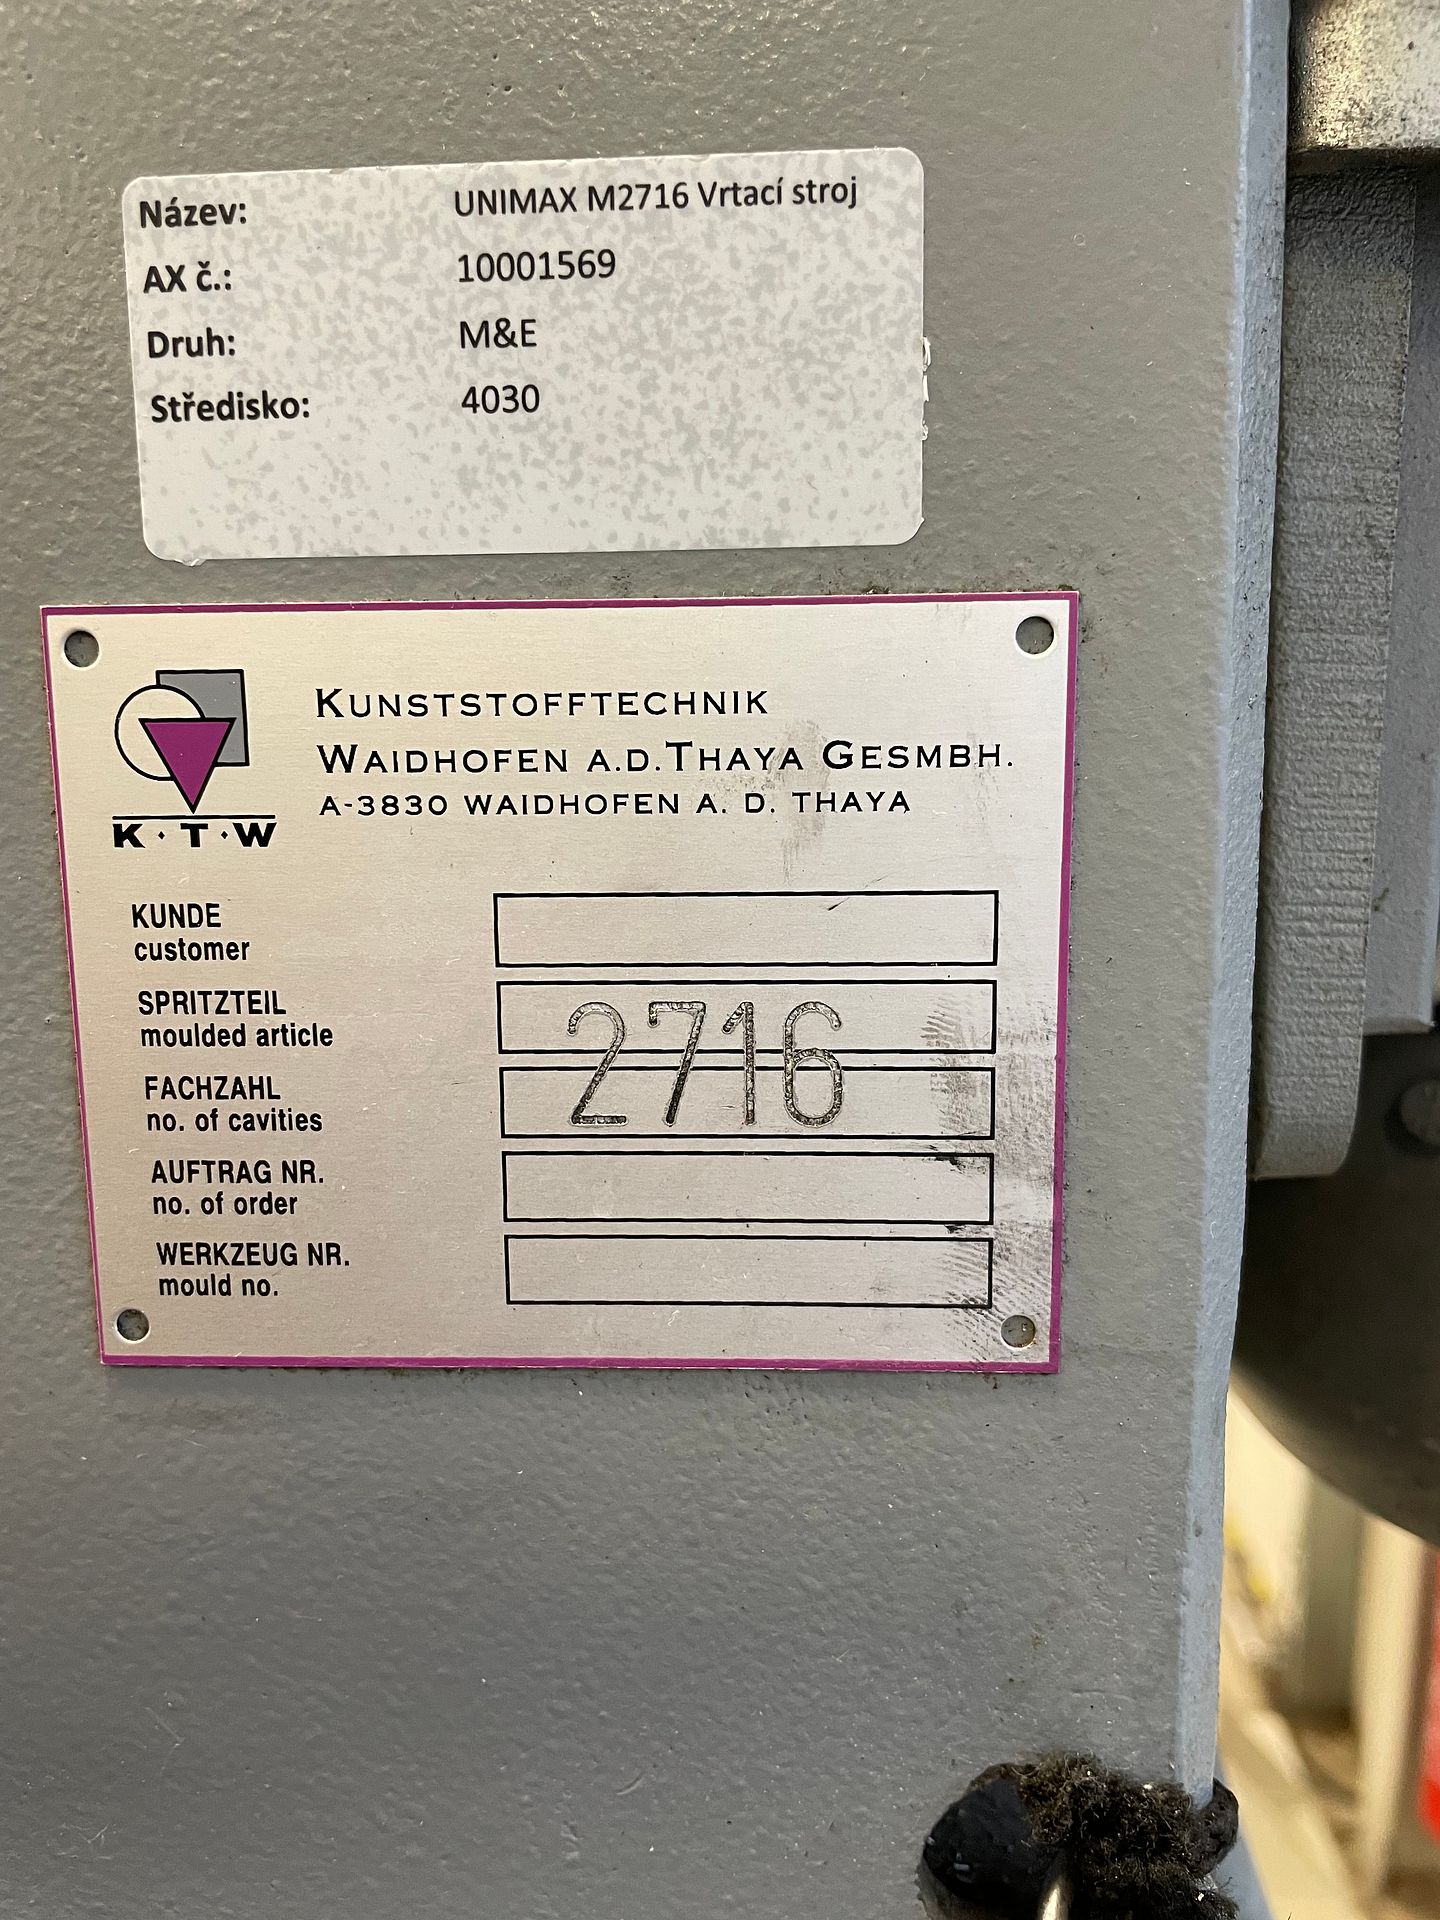 Název: UNIMAX M2716 Vrtací stroj
AX č.: 10001569
Druh: M&E
Středisko: 4030
KUNSTSTOFFTECHNIK
WAIDHOFEN A.D. THAYA GESMBH.
A-3830 WAIDHOFEN A. D. THAYA
K·T·W
KUNDE
customer
SPRITZTEIL
moulded article
2716
FACHZAHL
no. of cavities
AUFTRAG NR.
no. of order
WERKZEUG NR.
mould no.